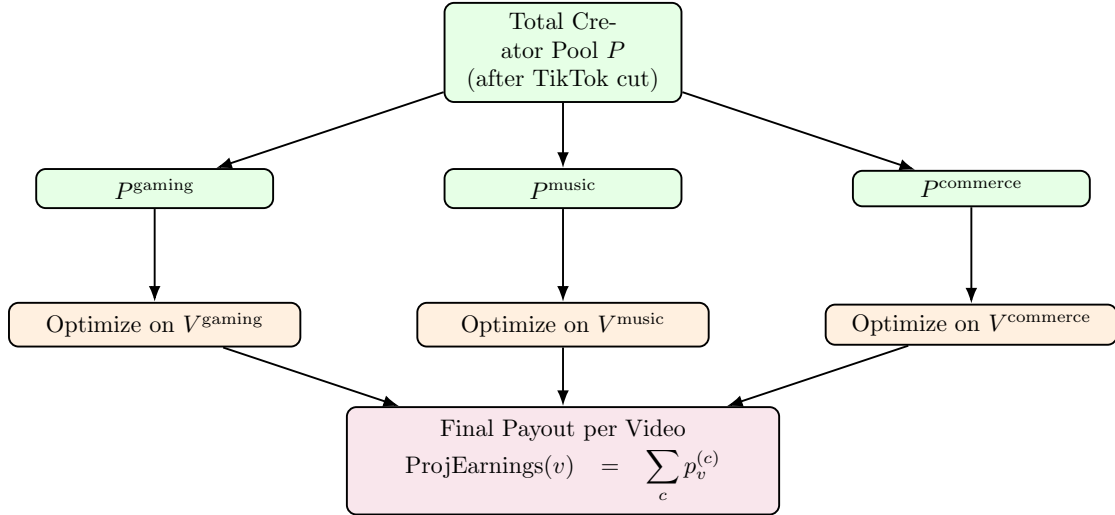 Total Cre-
ator Pool P
(after TikTok cut)
P^gaming
P^music
P^commerce
Optimize on V^gaming
Optimize on V^music
Optimize on V^commerce
Final Payout per Video
ProjEarnings(v) = ∑_c p_v^(c)